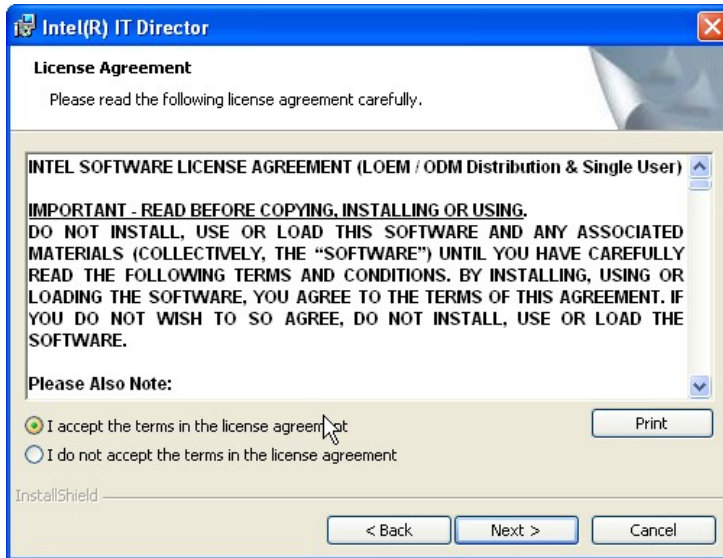 Intel(R) IT Director
License Agreement
Please read the following license agreement carefully.
INTEL SOFTWARE LICENSE AGREEMENT (LOEM / ODM Distribution & Single User)
IMPORTANT - READ BEFORE COPYING, INSTALLING OR USING.
DO NOT INSTALL, USE OR LOAD THIS SOFTWARE AND ANY ASSOCIATED
MATERIALS (COLLECTIVELY, THE “SOFTWARE”) UNTIL YOU HAVE CAREFULLY
READ THE FOLLOWING TERMS AND CONDITIONS. BY INSTALLING, USING OR
LOADING THE SOFTWARE, YOU AGREE TO THE TERMS OF THIS AGREEMENT. IF
YOU DO NOT WISH TO SO AGREE, DO NOT INSTALL, USE OR LOAD THE
SOFTWARE.
Please Also Note:
I accept the terms in the license agreement
Print
I do not accept the terms in the license agreement
InstallShield
< Back
Next >
Cancel